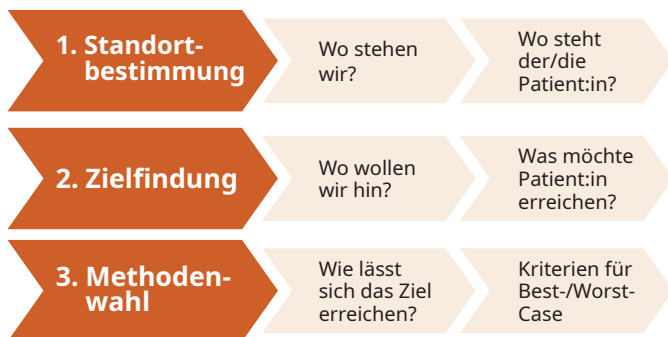 1. Standort-
bestimmung
Wo stehen
wir?
Wo steht
der/die
Patient:in?
2. Zielfindung
Wo wollen
wir hin?
Was möchte
Patient:in
erreichen?
3. Methoden-
wahl
Wie lässt
sich das Ziel
erreichen?
Kriterien für
Best-/Worst-
Case